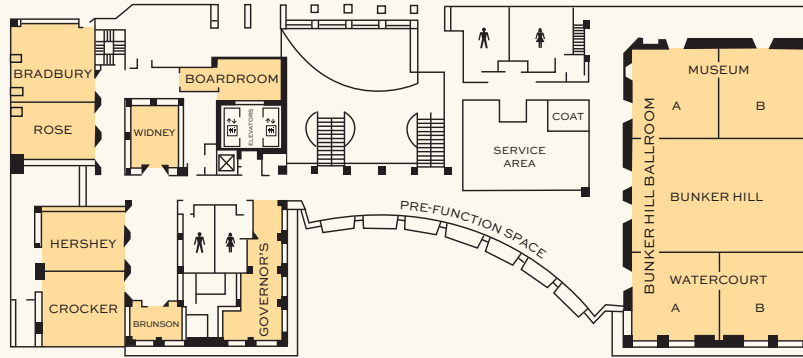 BRADBURY
ROSE
WIDNEY
BOARDROOM
ELEVATORS
COAT
SERVICE
AREA
PRE-FUNCTION SPACE
HERSHEY
CROCKER
BRUNSON
GOVERNOR'S
BUNKER HILL BALLROOM
MUSEUM
A
B
BUNKER HILL
WATERCOURT
A
B